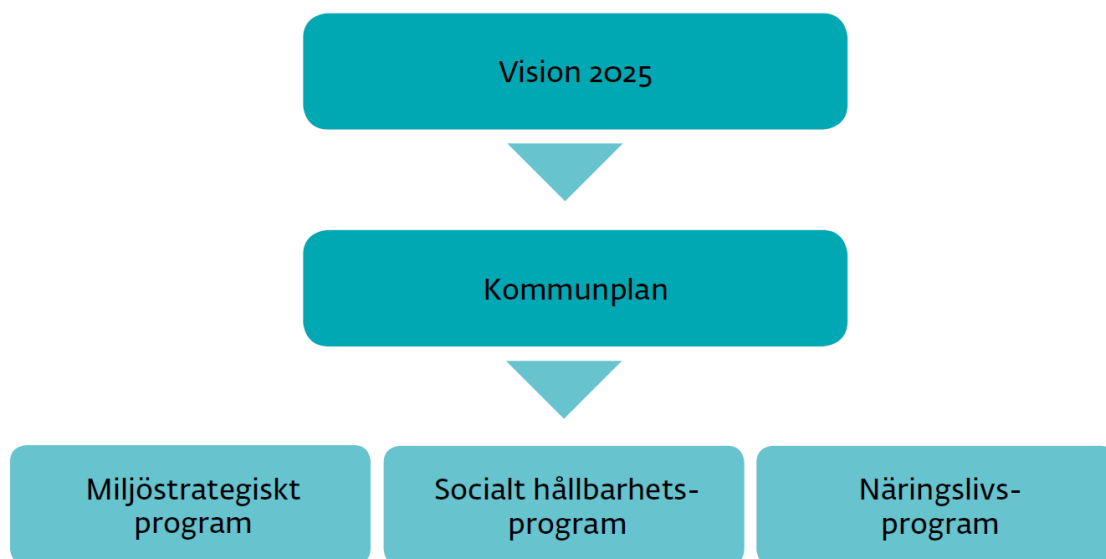 Vision 2025
Kommunplan
Miljöstrategiskt
program
Socialt hållbarhets-
program
Näringslivs-
program